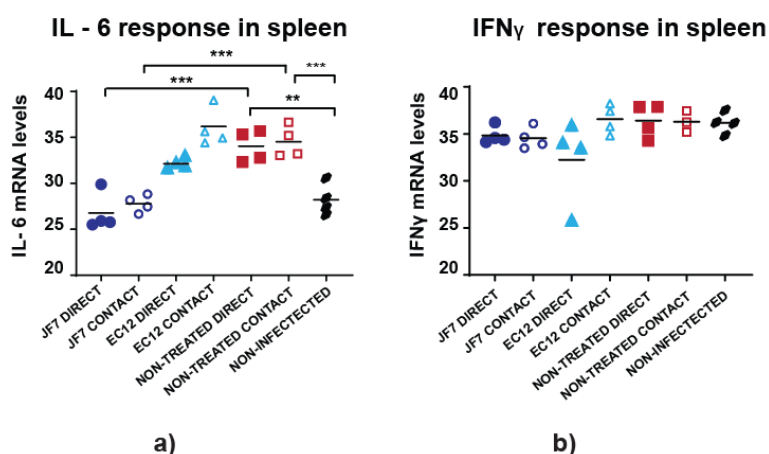 IL - 6 response in spleen
***
***
***
**
IL- 6 mRNA levels
40
35
30
25
20
JF7 DIRECT
JF7 CONTACT
EC12 DIRECT
EC12 CONTACT
NON-TREATED DIRECT
NON-TREATED CONTACT
NON-INFECTECTED
a)
IFNγ response in spleen
IFNγ mRNA levels
40
35
30
25
20
JF7 DIRECT
JF7 CONTACT
EC12 DIRECT
EC12 CONTACT
NON-TREATED DIRECT
NON-TREATED CONTACT
NON-INFECTECTED
b)